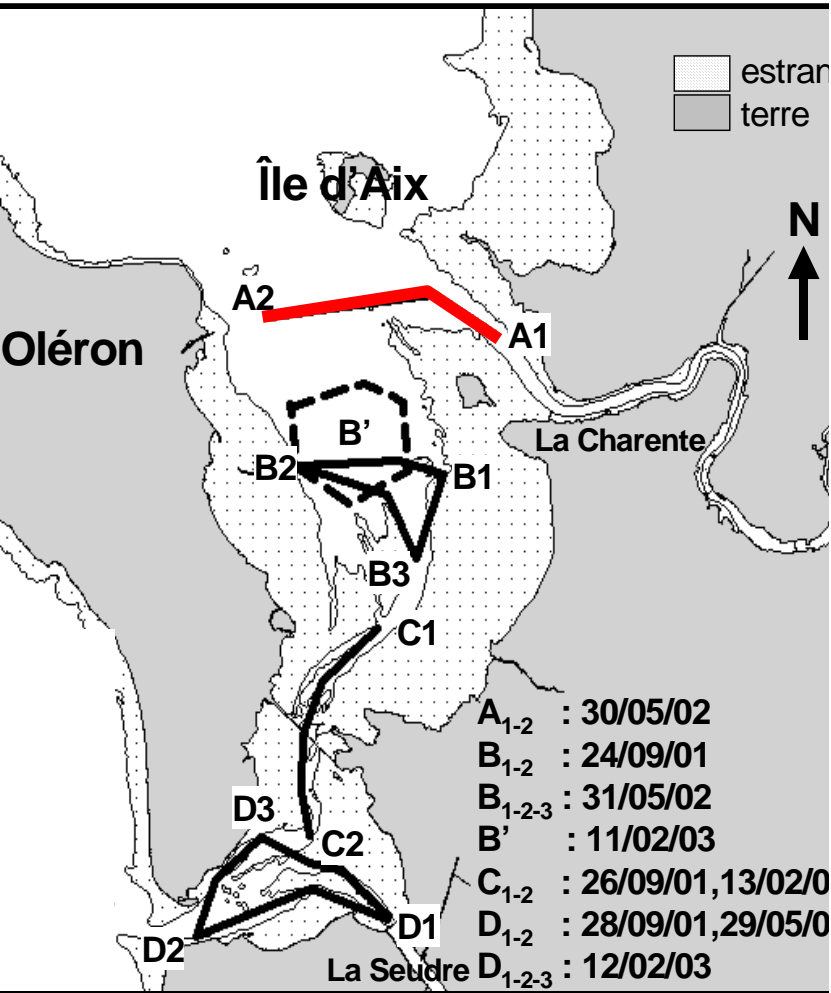 estran
terre
Île d'Aix
N
A2
A1
Oléron
B'
La Charente
B2
B1
B3
C1
A1-2 : 30/05/02
B1-2 : 24/09/01
B1-2-3 : 31/05/02
D3
C2
B' : 11/02/03
C1-2 : 26/09/01,13/02/0
D1
D1-2 : 28/09/01,29/05/0
D2
La Seudre
D1-2-3 : 12/02/03